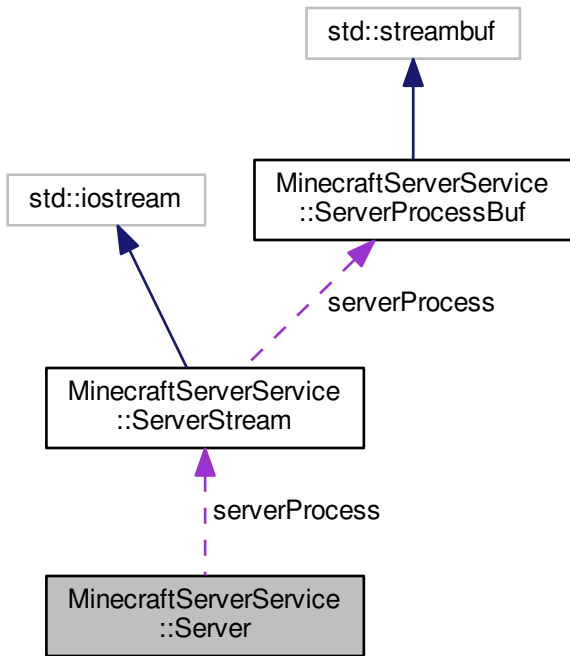 std::streambuf
MinecraftServerService
::ServerProcessBuf
std::iostream
serverProcess
MinecraftServerService
::ServerStream
serverProcess
MinecraftServerService
::Server